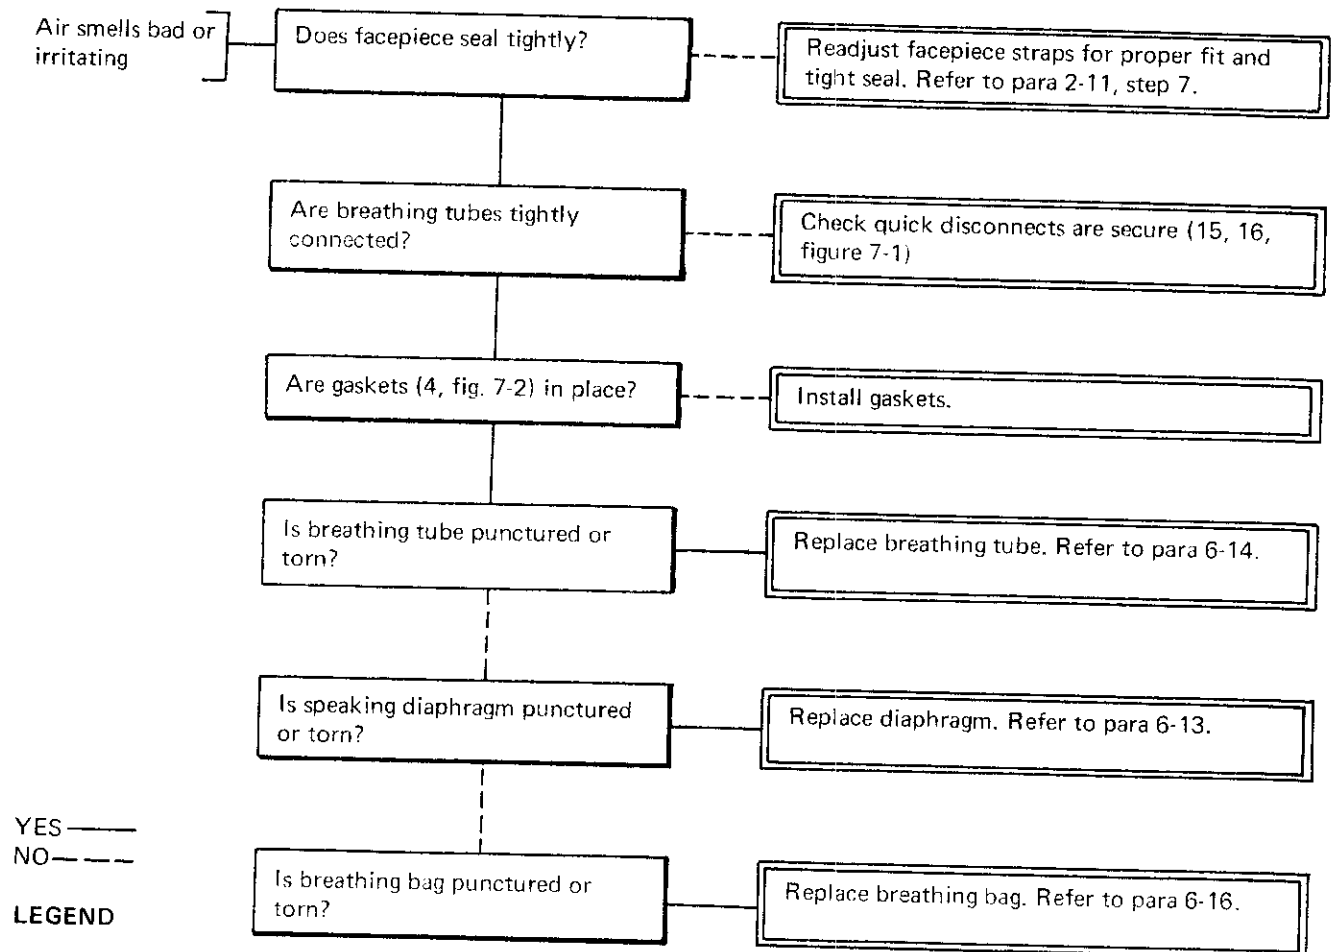 Air smells bad or
irritating
Does facepiece seal tightly?
Readjust facepiece straps for proper fit and
tight seal. Refer to para 2-11, step 7.
Are breathing tubes tightly
connected?
Check quick disconnects are secure (15, 16,
figure 7-1)
Are gaskets (4, fig. 7-2) in place?
Install gaskets.
Is breathing tube punctured or
torn?
Replace breathing tube. Refer to para 6-14.
Is speaking diaphragm punctured
or torn?
Replace diaphragm. Refer to para 6-13.
Is breathing bag punctured or
torn?
Replace breathing bag. Refer to para 6-16.
YES
NO
LEGEND